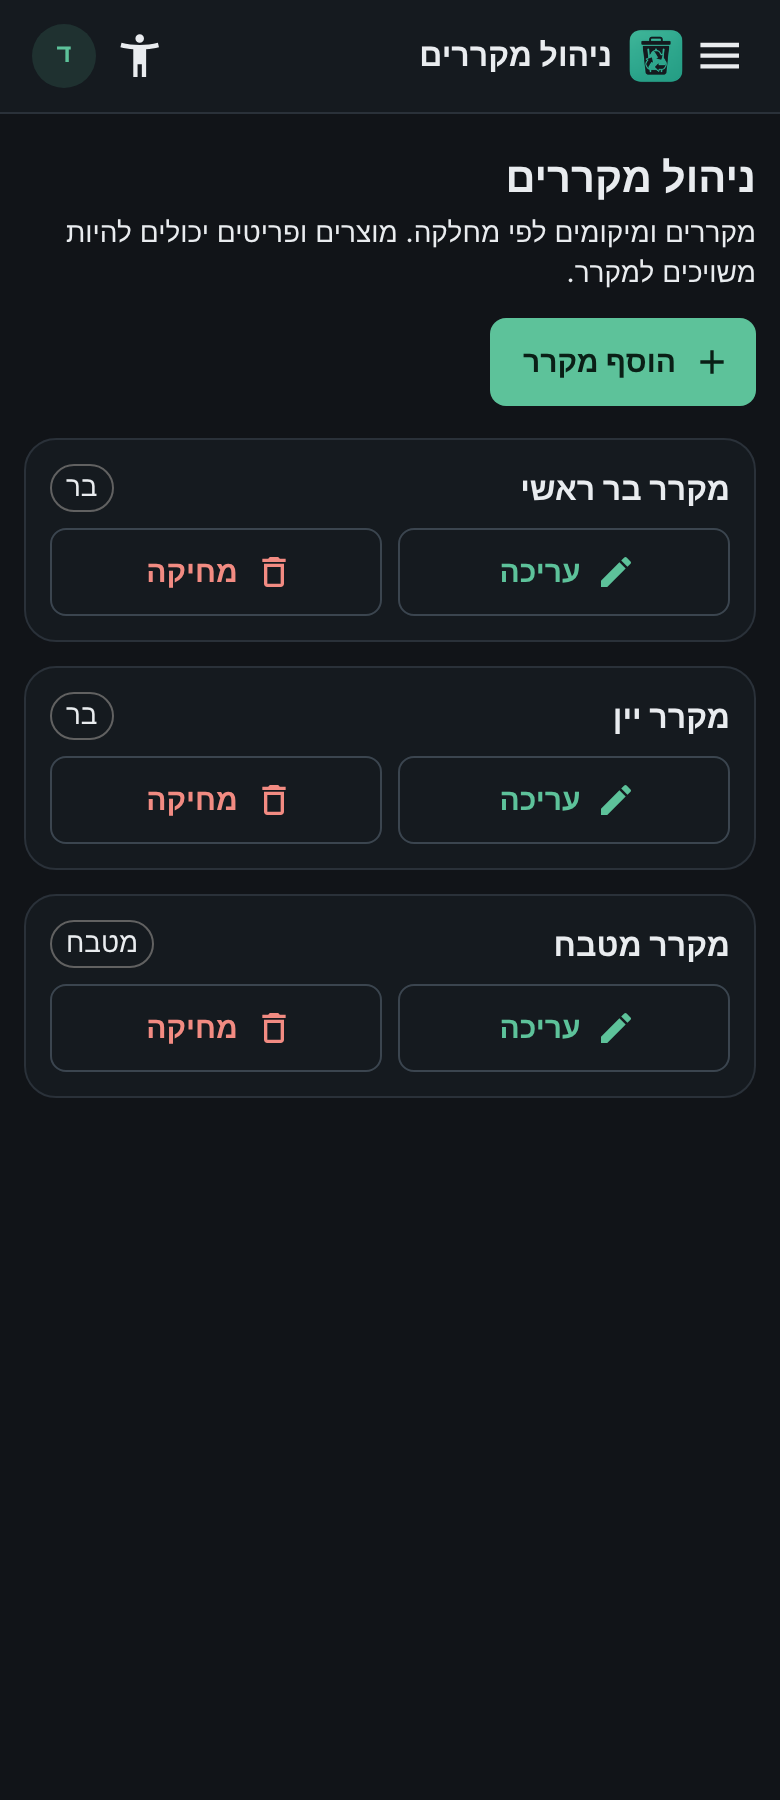 ניהול מקררים
ד
ניהול מקררים
מקררים ומיקומים לפי מחלקה. מוצרים ופריטים יכולים להיות
משויכים למקרר.
הוסף מקרר
מקרר בר ראשי
בר
עריכה
מחיקה
מקרר יין
בר
עריכה
מחיקה
מקרר מטבח
מטבח
עריכה
מחיקה